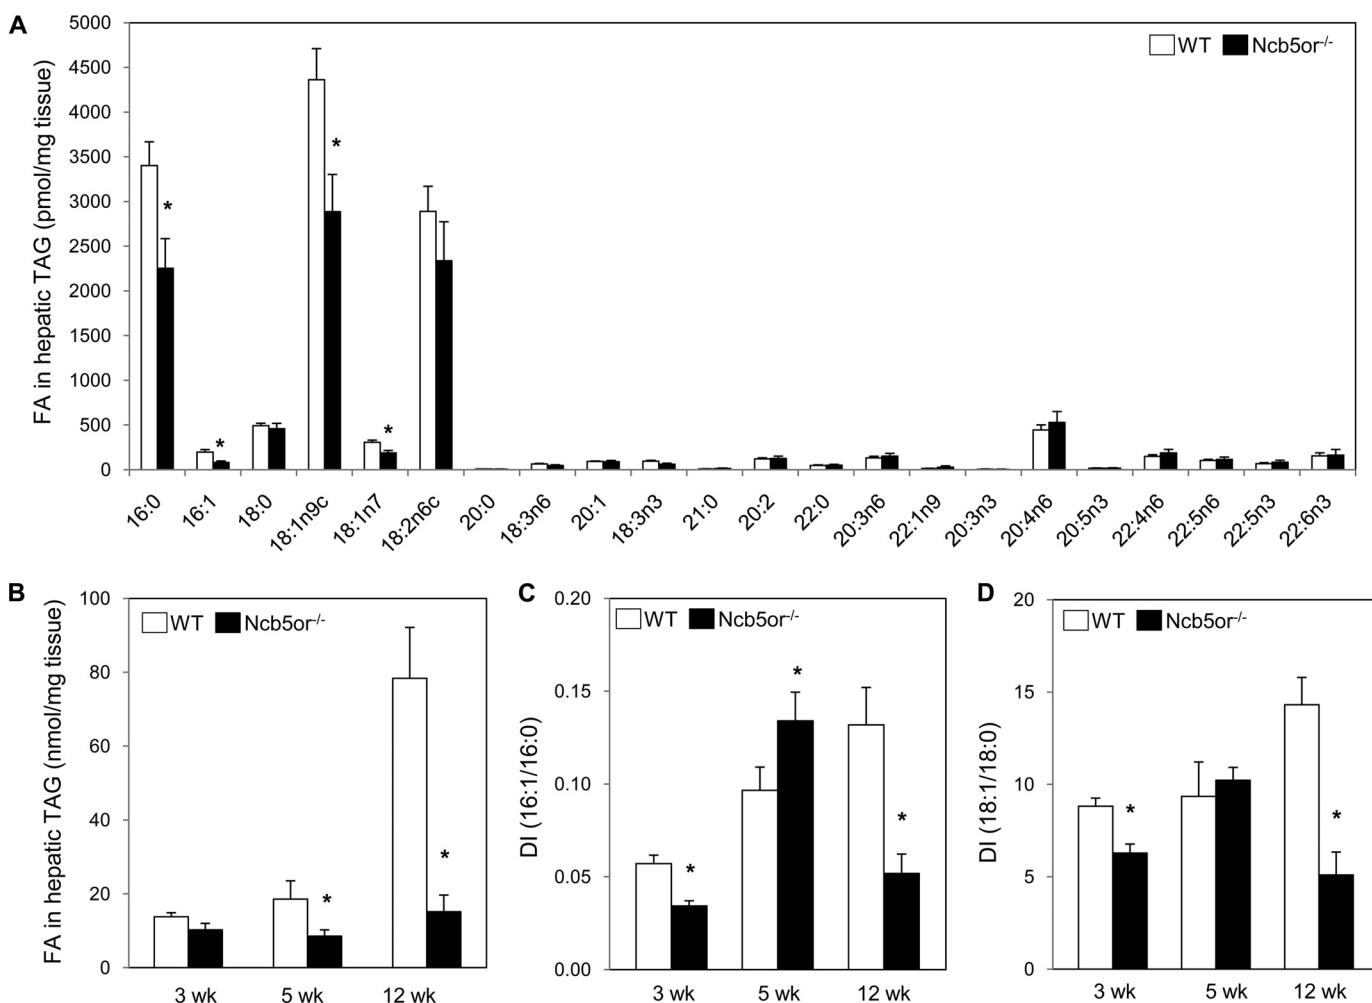 A
FA in hepatic TAG (pmol/mg tissue)
5000
4500
4000
3500
3000
2500
2000
1500
1000
500
0
WT Ncb5or-/-
*
*
*
*
16:0 16:1 18:0 18:1n9c 18:1n7 18:2n6c 20:0 18:3n6 20:1 18:3n3 21:0 20:2 22:0 20:3n6 22:1n9 20:3n3 20:4n6 20:5n3 22:4n6 22:5n6 22:5n3 22:6n3
B
FA in hepatic TAG (nmol/mg tissue)
100
80
60
40
20
0
WT Ncb5or-/-
*
*
3 wk 5 wk 12 wk
C
DI (16:1/16:0)
0.20
0.15
0.10
0.05
0.00
WT Ncb5or-/-
*
*
*
3 wk 5 wk 12 wk
D
DI (18:1/18:0)
20
15
10
5
0
WT Ncb5or-/-
*
*
3 wk 5 wk 12 wk